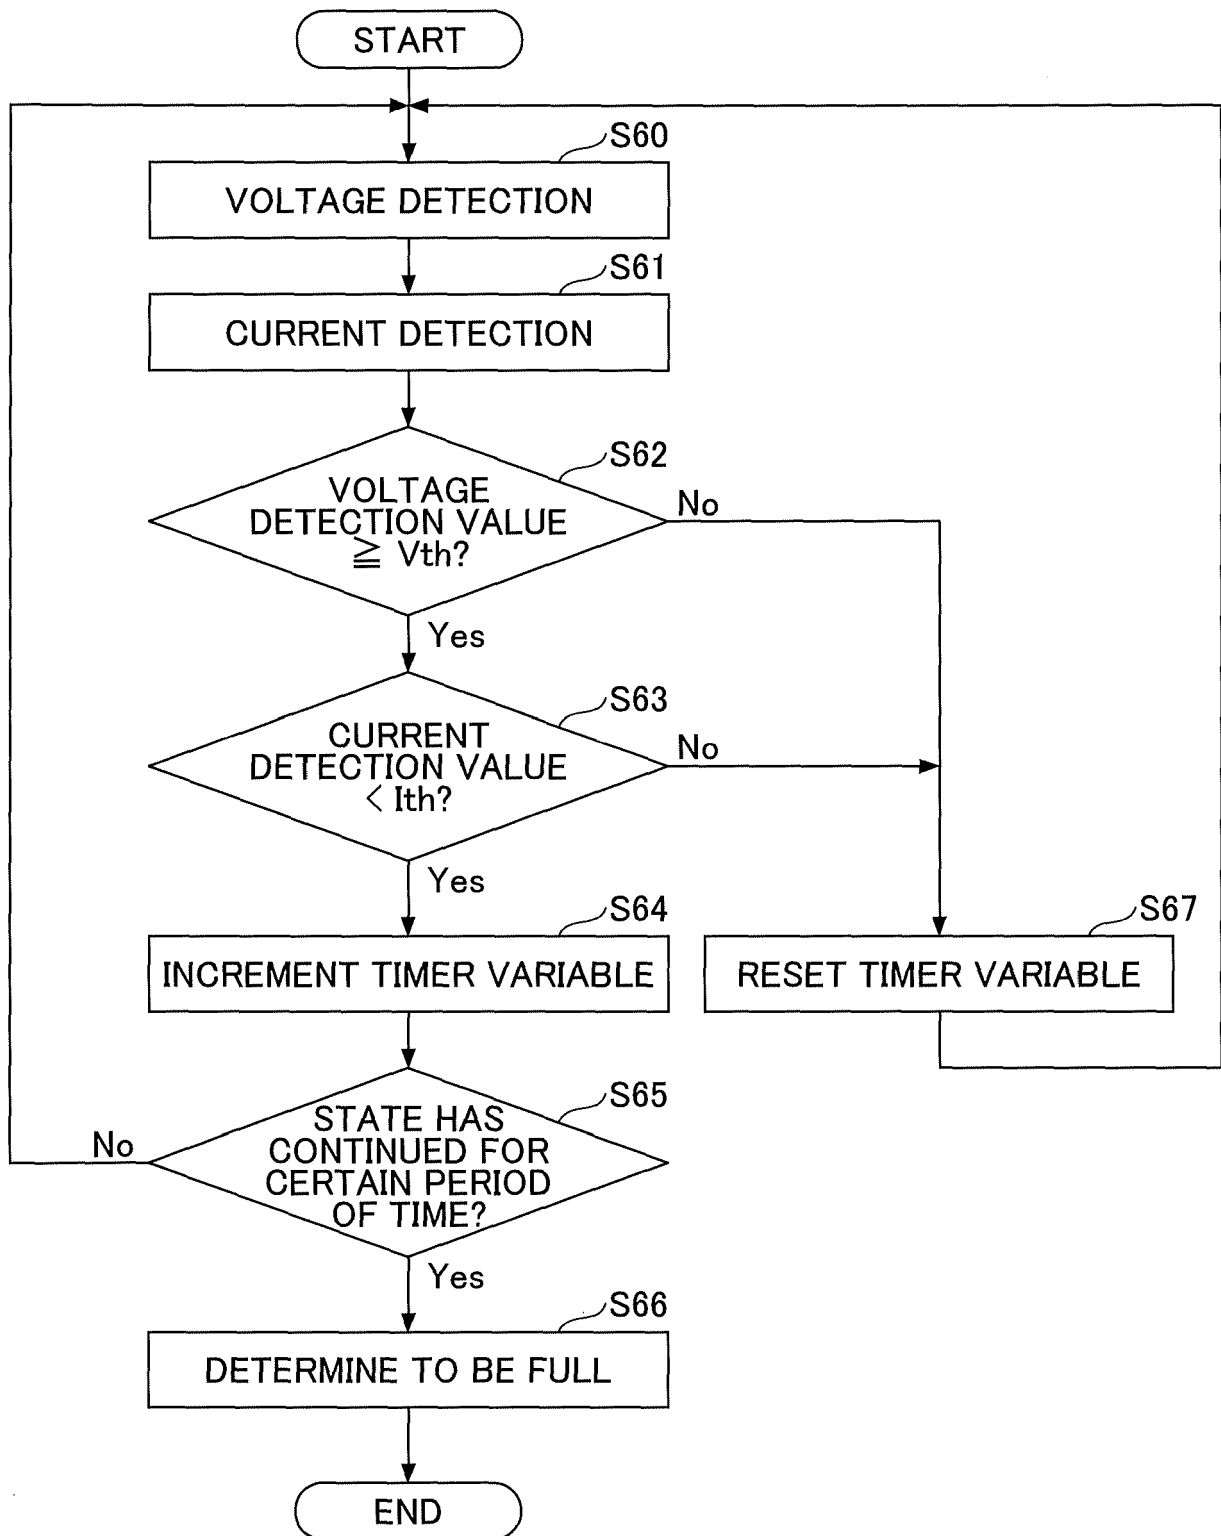 START
S60
VOLTAGE DETECTION
S61
CURRENT DETECTION
S62
VOLTAGE
DETECTION VALUE
≧ Vth?
No
Yes
S63
CURRENT
DETECTION VALUE
< Ith?
No
Yes
S64
INCREMENT TIMER VARIABLE
S67
RESET TIMER VARIABLE
S65
STATE HAS
CONTINUED FOR
CERTAIN PERIOD
OF TIME?
No
Yes
S66
DETERMINE TO BE FULL
END